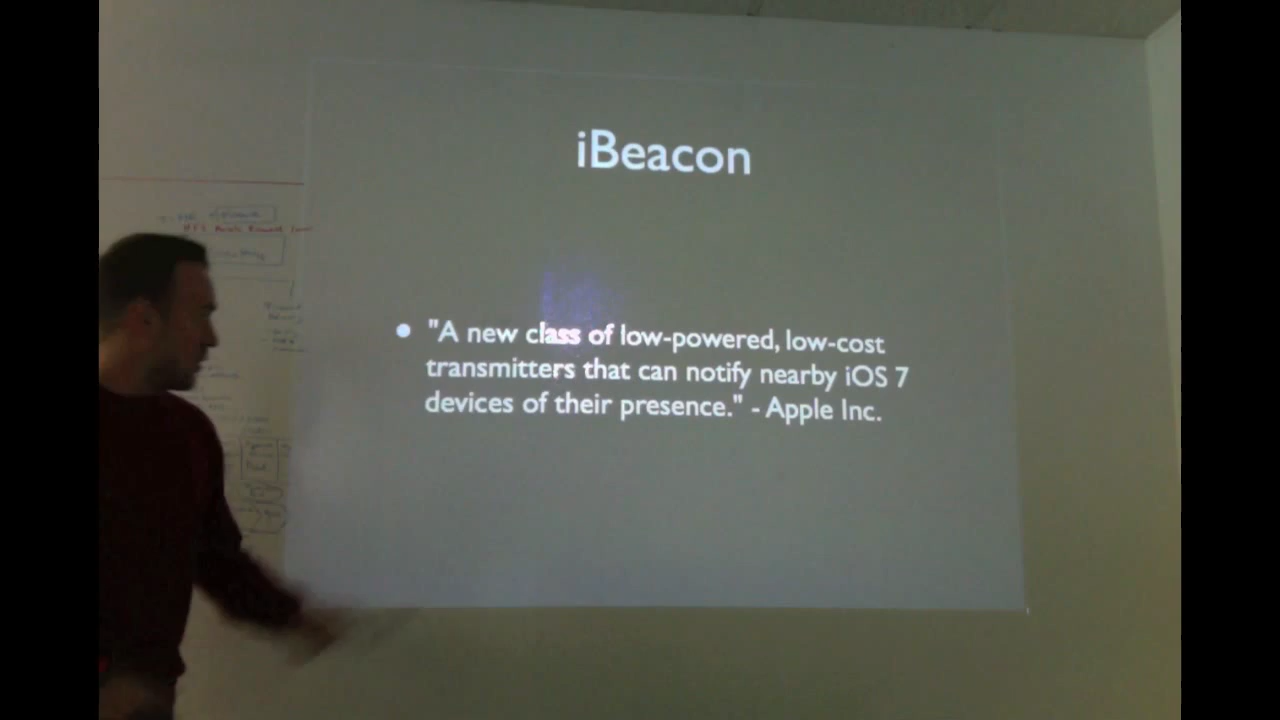 iBeacon
• "A new class of low-powered, low-cost
transmitters that can notify nearby iOS 7
devices of their presence." - Apple Inc.